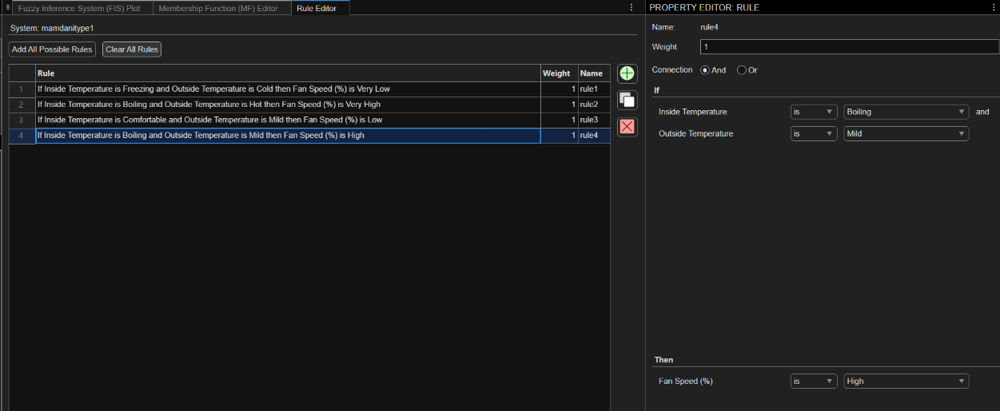 Fuzzy Inference System (FIS) Plot Membership Function (MF) Editor Rule Editor
System: mamdanitype1
Add All Possible Rules Clear All Rules
Rule Weight Name
1 If Inside Temperature is Freezing and Outside Temperature is Cold then Fan Speed (%) is Very Low 1 rule1
2 If Inside Temperature is Boiling and Outside Temperature is Hot then Fan Speed (%) is Very High 1 rule2
3 If Inside Temperature is Comfortable and Outside Temperature is Mild then Fan Speed (%) is Low 1 rule3
4 If Inside Temperature is Boiling and Outside Temperature is Mild then Fan Speed (%) is High 1 rule4
PROPERTY EDITOR: RULE
Name: rule4
Weight 1
Connection And Or
If
Inside Temperature is Boiling and
Outside Temperature is Mild
Then
Fan Speed (%) is High